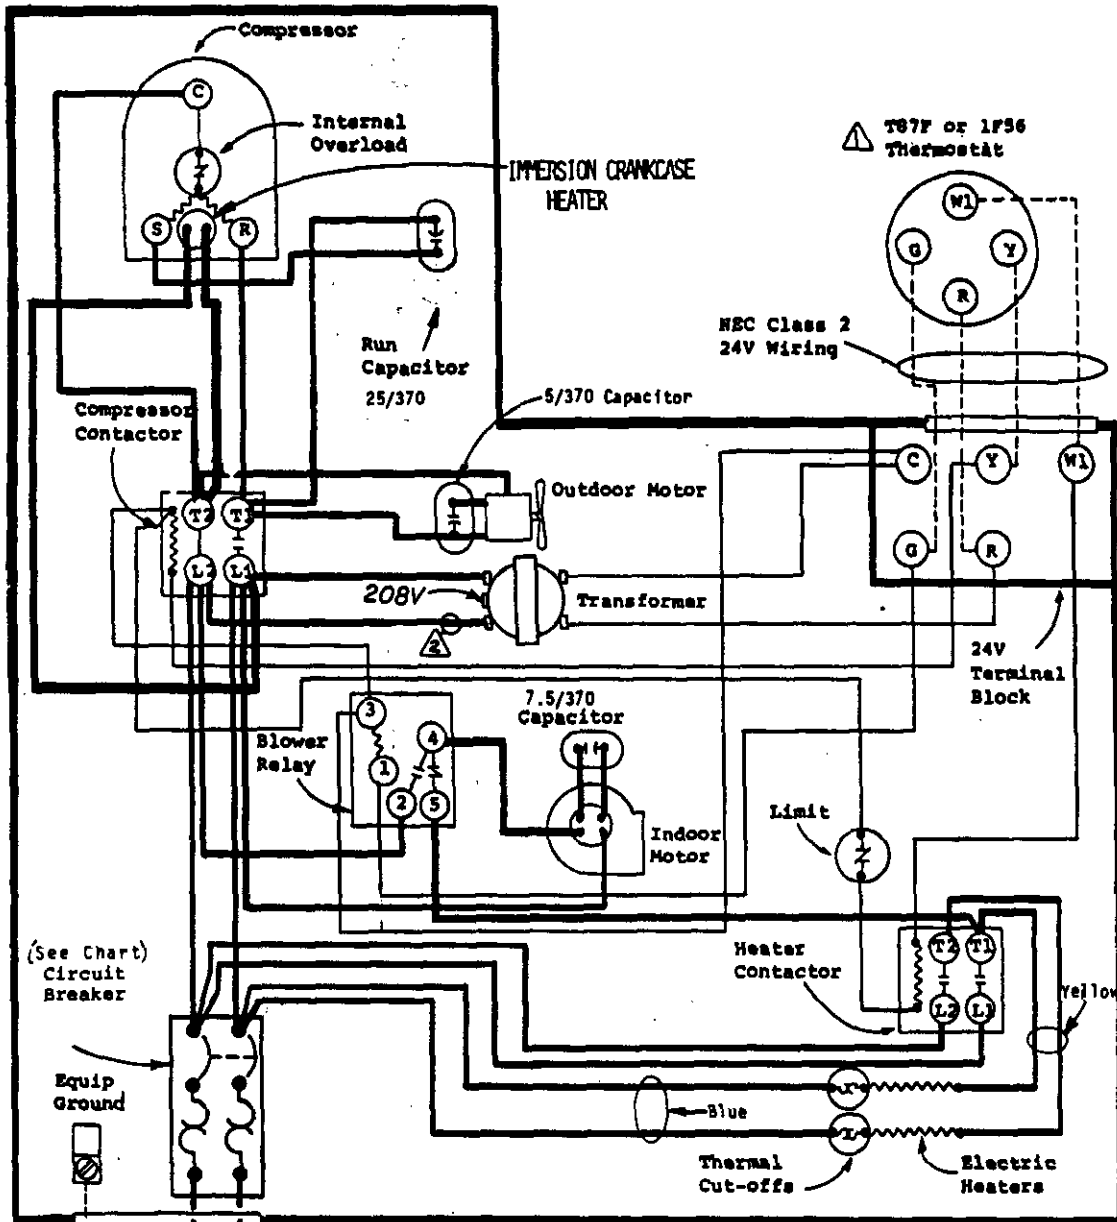 Compressor
C
Internal
Overload
IMMERSION CRANKCASE
HEATER
S
R
Run
Capacitor
25/370
1
T87F or 1F56
Thermostat
W1
G
Y
R
NEC Class 2
24V Wiring
Compressor
Contactor
5/370 Capacitor
C
Y
W1
G
R
T2
T1
L2
L1
Outdoor Motor
208V
Transformer
2
24V
Terminal
Block
7.5/370
Capacitor
3
4
1
2
5
Blower
Relay
Indoor
Motor
Limit
(See Chart)
Circuit
Breaker
Heater
Contactor
T2
T1
L2
L1
Yellow
Equip
Ground
Blue
Thermal
Cut-offs
Electric
Heaters